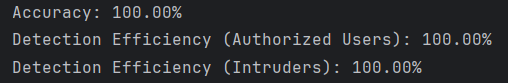 Accuracy: 100.00%
Detection Efficiency (Authorized Users): 100.00%
Detection Efficiency (Intruders): 100.00%